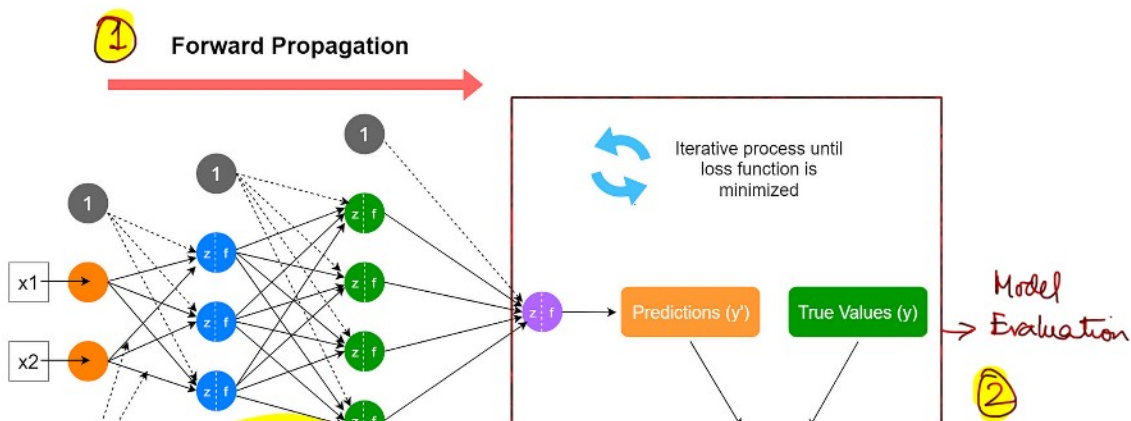 1
Forward Propagation
1
Iterative process until
loss function is
minimized
1
1
z f
z f
x1
z f
Model
Evaluation
z f
z f
z f
Predictions (y')
True Values (y)
x2
z f
2
z f
z f